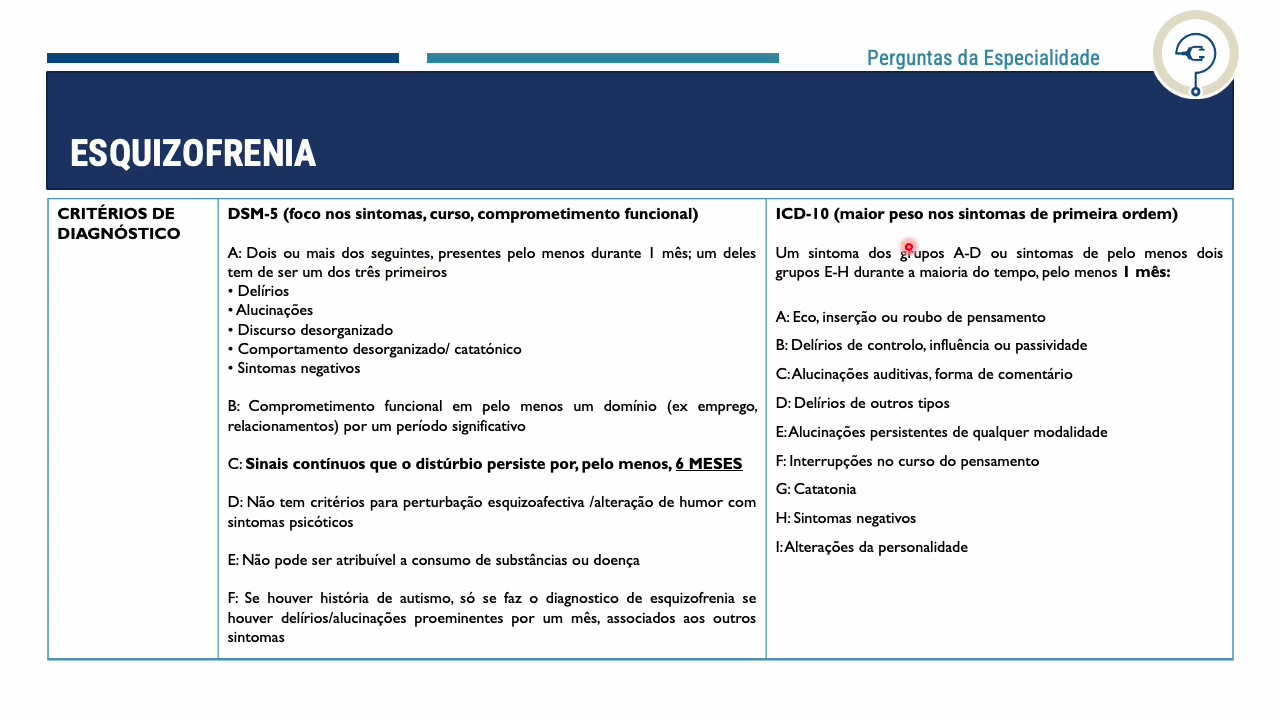 Perguntas da Especialidade
ESQUIZOFRENIA
CRITÉRIOS DE
DIAGNÓSTICO
DSM-5 (foco nos sintomas, curso, comprometimento funcional)
A: Dois ou mais dos seguintes, presentes pelo menos durante 1 mês; um deles
tem de ser um dos três primeiros
• Delírios
• Alucinações
• Discurso desorganizado
• Comportamento desorganizado/ catatónico
• Sintomas negativos
B: Comprometimento funcional em pelo menos um domínio (ex emprego,
relacionamentos) por um período significativo
C: Sinais contínuos que o distúrbio persiste por, pelo menos, 6 MESES
D: Não tem critérios para perturbação esquizoafectiva /alteração de humor com
sintomas psicóticos
E: Não pode ser atribuível a consumo de substâncias ou doença
F: Se houver história de autismo, só se faz o diagnostico de esquizofrenia se
houver delírios/alucinações proeminentes por um mês, associados aos outros
sintomas
ICD-10 (maior peso nos sintomas de primeira ordem)
Um sintoma dos grupos A-D ou sintomas de pelo menos dois
grupos E-H durante a maioria do tempo, pelo menos 1 mês:
A: Eco, inserção ou roubo de pensamento
B: Delírios de controlo, influência ou passividade
C: Alucinações auditivas, forma de comentário
D: Delírios de outros tipos
E: Alucinações persistentes de qualquer modalidade
F: Interrupções no curso do pensamento
G: Catatonia
H: Sintomas negativos
I: Alterações da personalidade